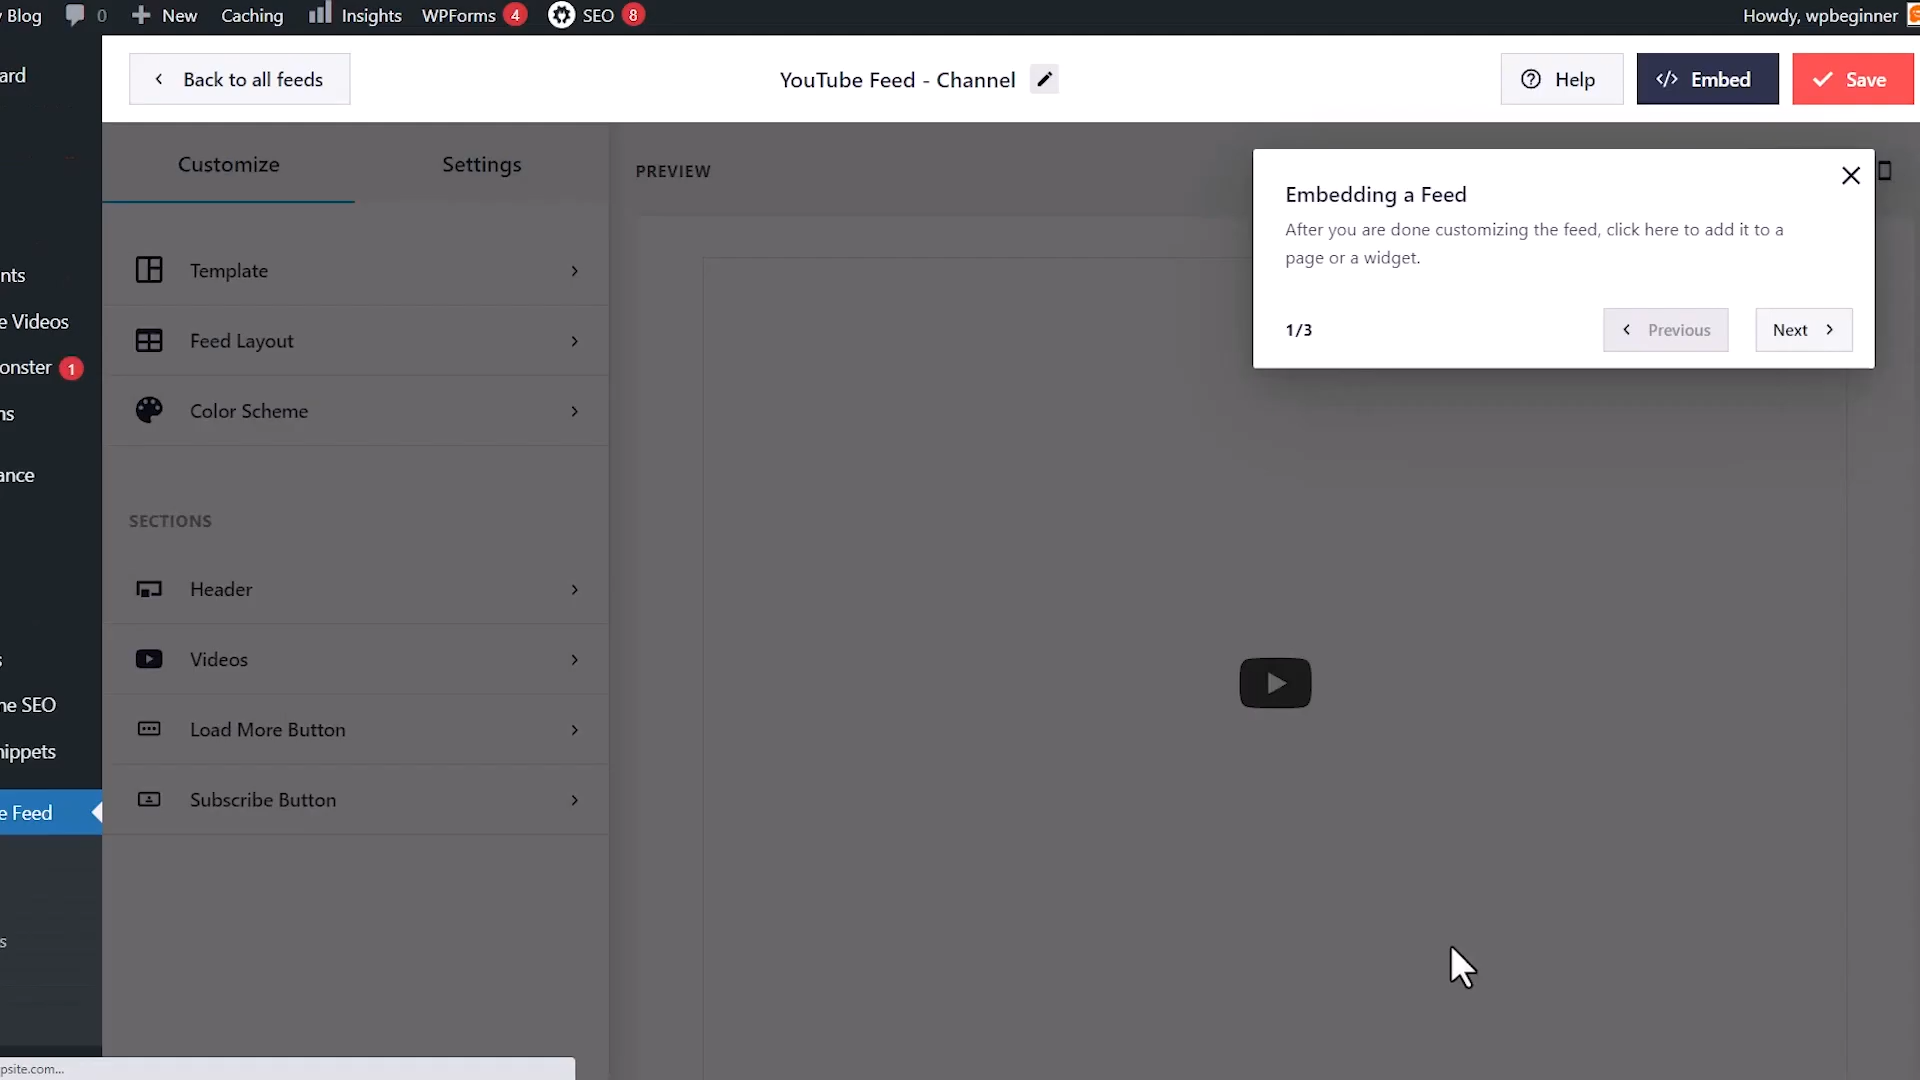 Blog 0 New Caching Insights WPForms 4 SEO 8 Howdy, wpbeginner
Back to all feeds
YouTube Feed - Channel
Help
Embed
Save
ard
nts
e Videos
onster 1
ns
ance
s
ne SEO
nippets
e Feed
s
Customize Settings
Template
Feed Layout
Color Scheme
SECTIONS
Header
Videos
Load More Button
Subscribe Button
PREVIEW
Embedding a Feed
After you are done customizing the feed, click here to add it to a
page or a widget.
1/3 Previous Next
psite.com...